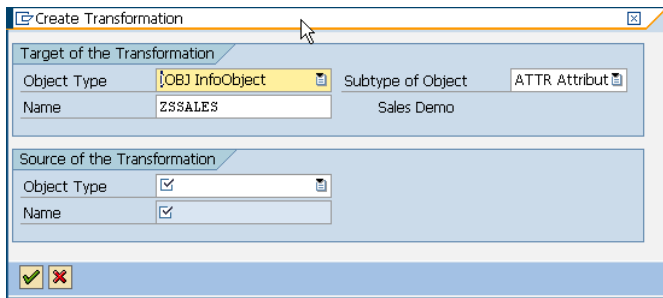 Create Transformation
Target of the Transformation
Object Type IOBJ InfoObject Subtype of Object ATTR Attribut
Name ZSSALES Sales Demo
Source of the Transformation
Object Type
Name